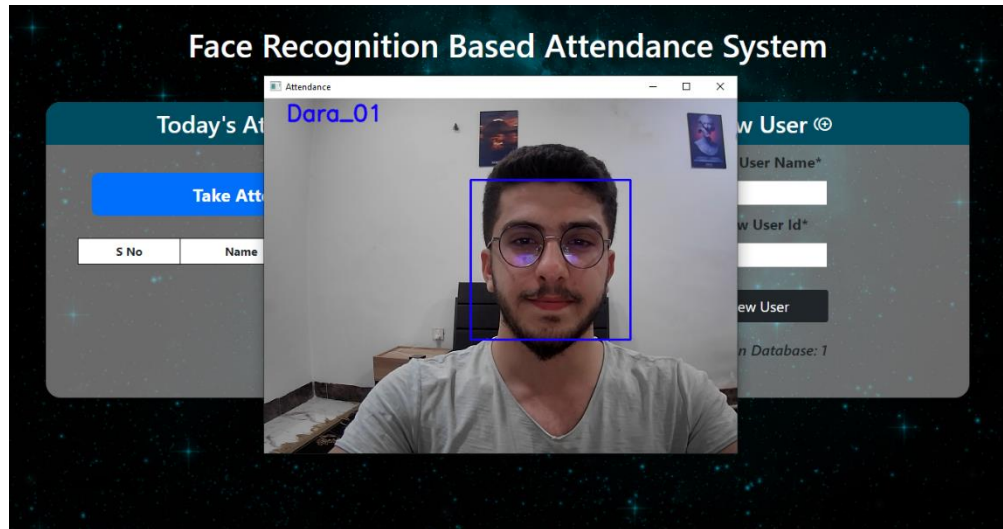 Face Recognition Based Attendance System
Attendance
Dara_01
Today's At
Take Att
S No
Name
w User
User Name*
w User Id*
ew User
n Database: 1